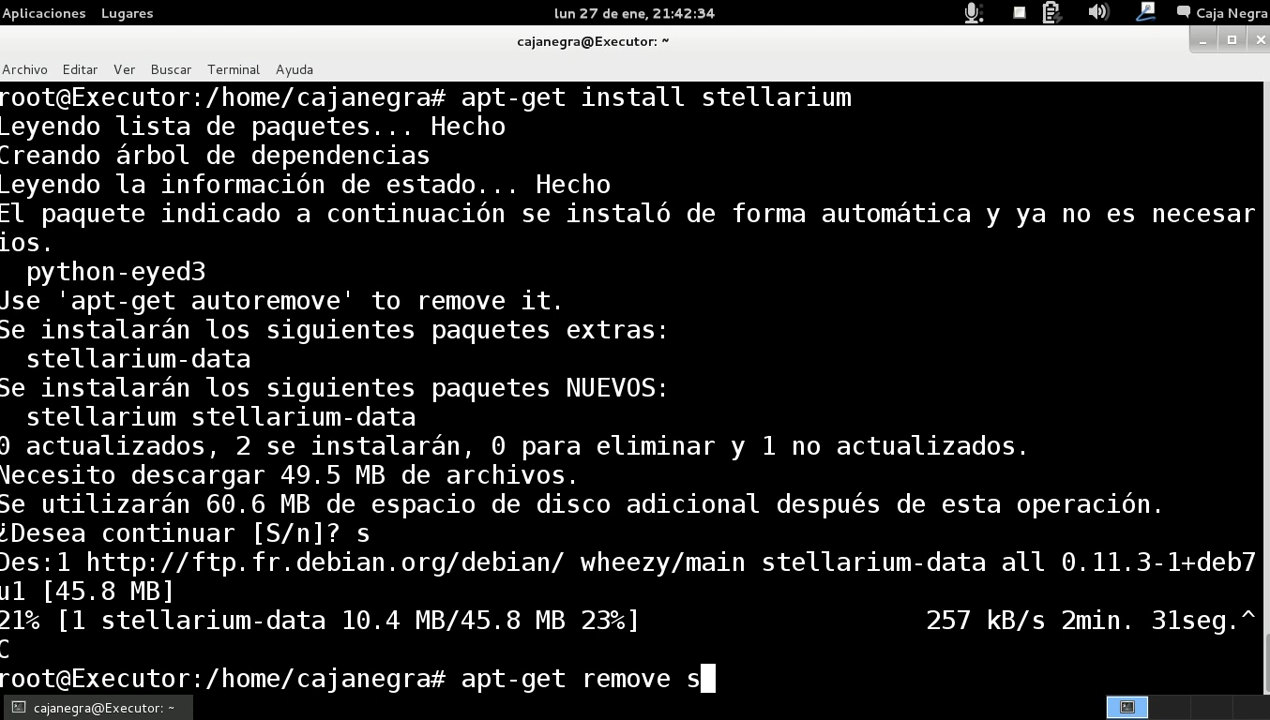 Aplicaciones Lugares lun 27 de ene, 21:42:34 Caja Negra
cajanegra@Executor: ~
Archivo Editar Ver Buscar Terminal Ayuda
root@Executor:/home/cajanegra# apt-get install stellarium
Leyendo lista de paquetes... Hecho
Creando árbol de dependencias
Leyendo la información de estado... Hecho
El paquete indicado a continuación se instaló de forma automática y ya no es necesar
ios.
python-eyed3
Use 'apt-get autoremove' to remove it.
Se instalarán los siguientes paquetes extras:
stellarium-data
Se instalarán los siguientes paquetes NUEVOS:
stellarium stellarium-data
0 actualizados, 2 se instalarán, 0 para eliminar y 1 no actualizados.
Necesito descargar 49.5 MB de archivos.
Se utilizarán 60.6 MB de espacio de disco adicional después de esta operación.
¿Desea continuar [S/n]? s
Des:1 http://ftp.fr.debian.org/debian/ wheezy/main stellarium-data all 0.11.3-1+deb7
u1 [45.8 MB]
21% [1 stellarium-data 10.4 MB/45.8 MB 23%] 257 kB/s 2min. 31seg.^
C
root@Executor:/home/cajanegra# apt-get remove s
cajanegra@Executor: ~